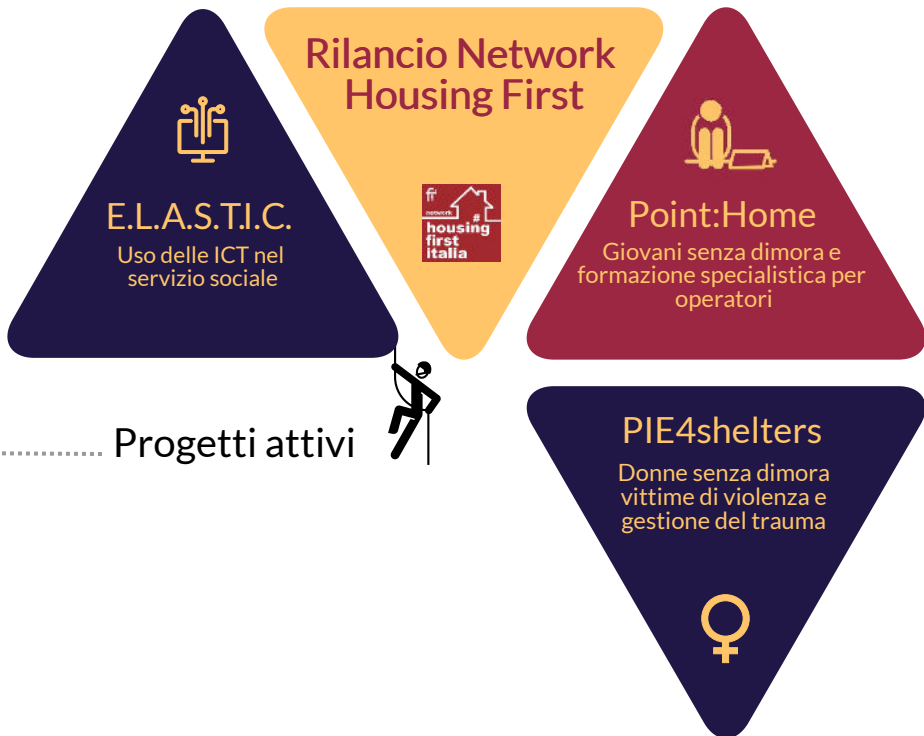 Rilancio Network
Housing First
fi
network
#
housing
first
italia
E.L.A.S.T.I.C.
Uso delle ICT nel
servizio sociale
Point:Home
Giovani senza dimora e
formazione specialistica per
operatori
Progetti attivi
PIE4shelters
Donne senza dimora
vittime di violenza e
gestione del trauma